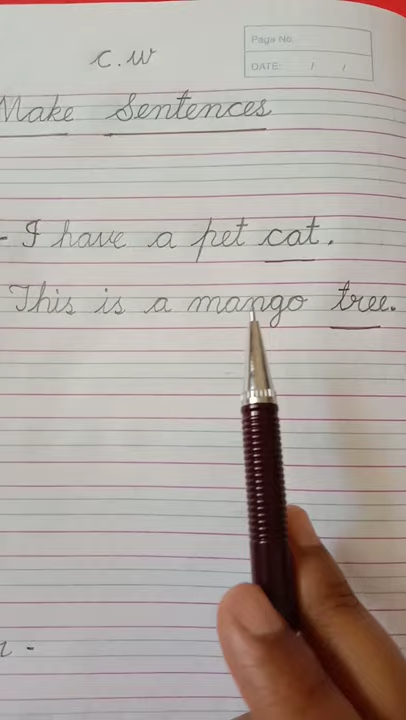 Page No.
c.w
DATE: / /
Make Sentences
- I have a pet cat.
This is a mango tree.
-